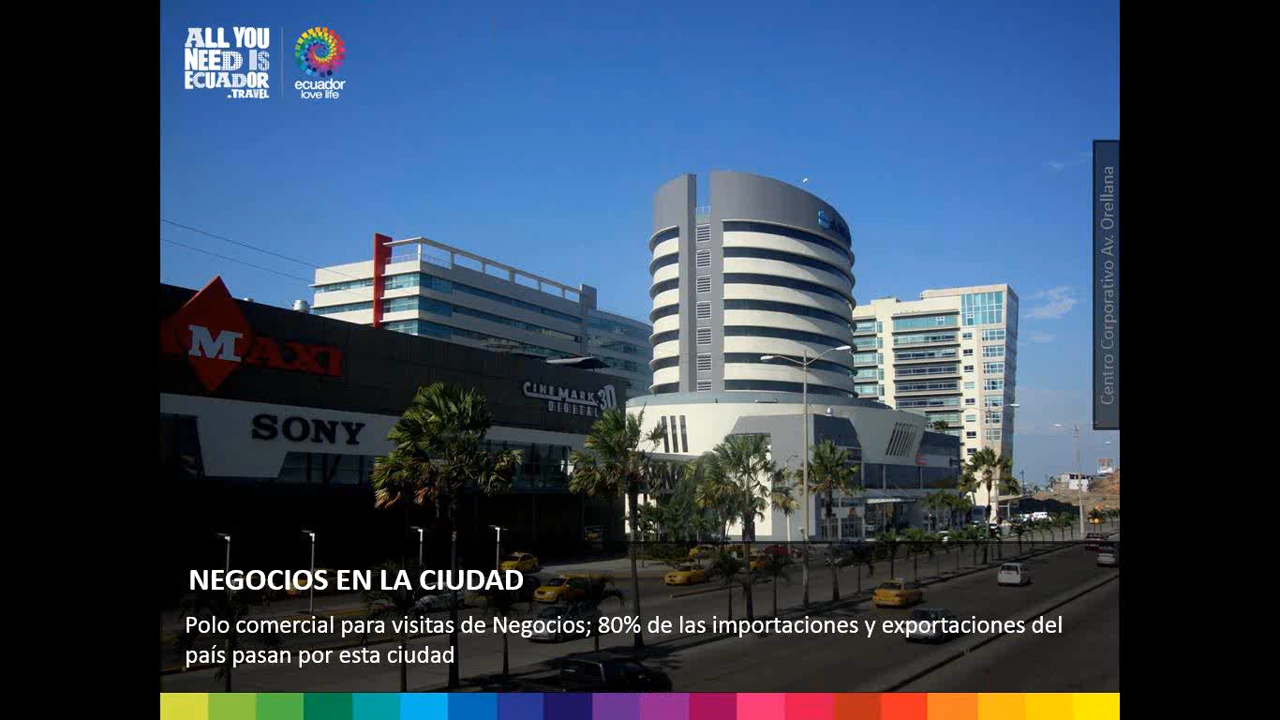 ALL YOU
NEED IS
ECUADOR
.TRAVEL
ecuador
love life
Centro Corporativo Av. Orellana
MAXI
CINEMARK 3D
DIGITAL
SONY
NEGOCIOS EN LA CIUDAD
Polo comercial para visitas de Negocios; 80% de las importaciones y exportaciones del
país pasan por esta ciudad